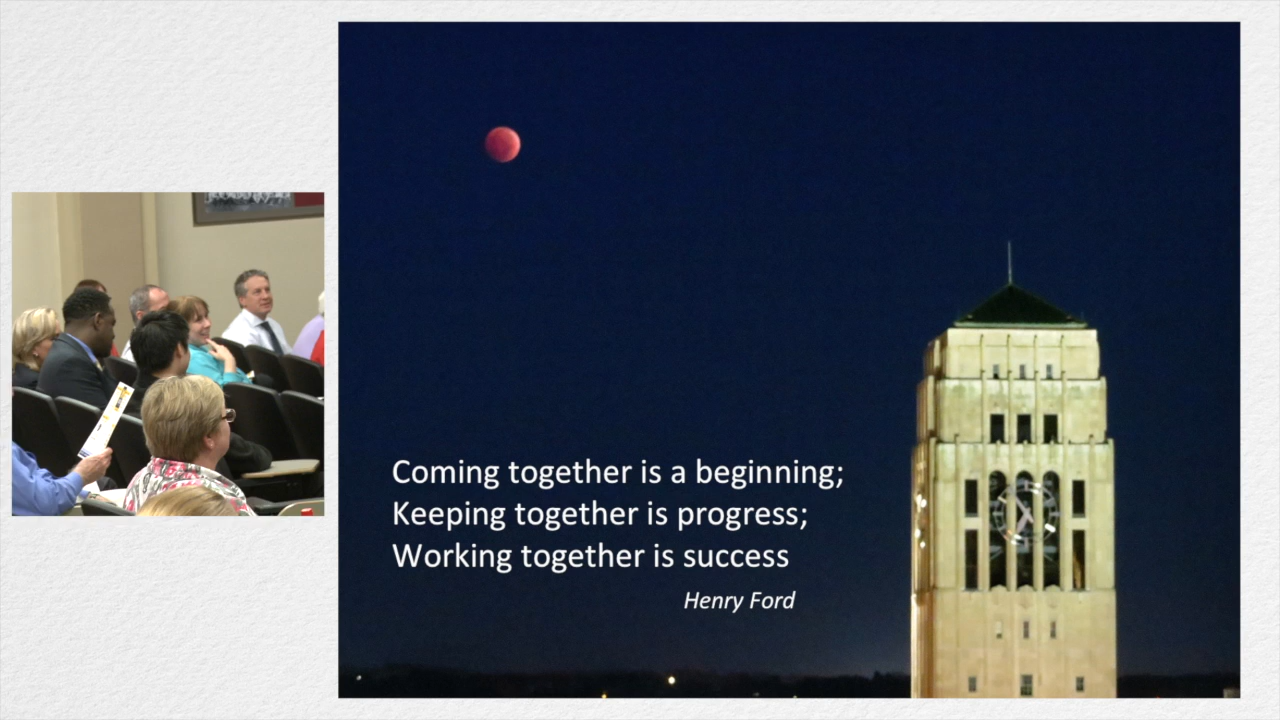 Coming together is a beginning;
Keeping together is progress;
Working together is success
Henry Ford